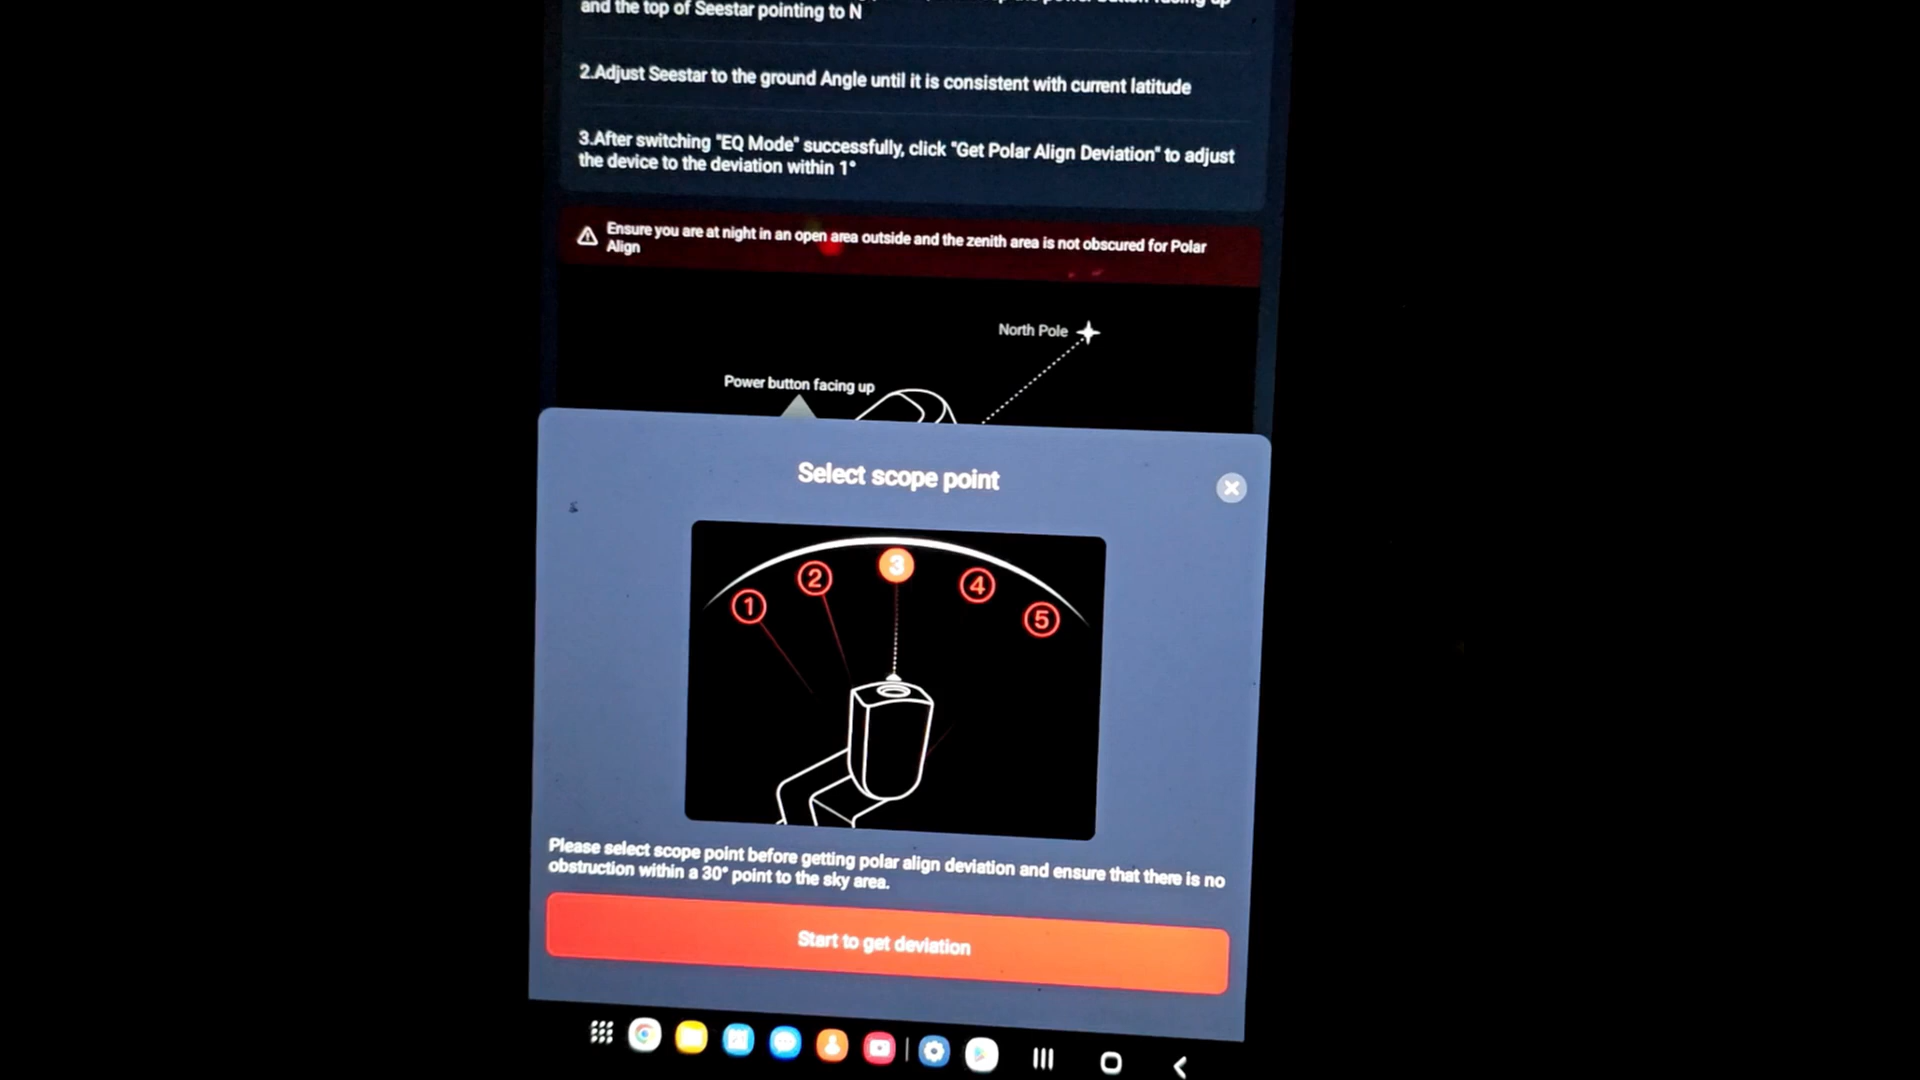 and the top of Seestar pointing to N
2.Adjust Seestar to the ground Angle until it is consistent with current latitude
3.After switching "EQ Mode" successfully, click "Get Polar Align Deviation" to adjust
the device to the deviation within 1°
Ensure you are at night in an open area outside and the zenith area is not obscured for Polar
Align
North Pole
Power button facing up
Select scope point
1
2
3
4
5
Please select scope point before getting polar align deviation and ensure that there is no
obstruction within a 30° point to the sky area.
Start to get deviation